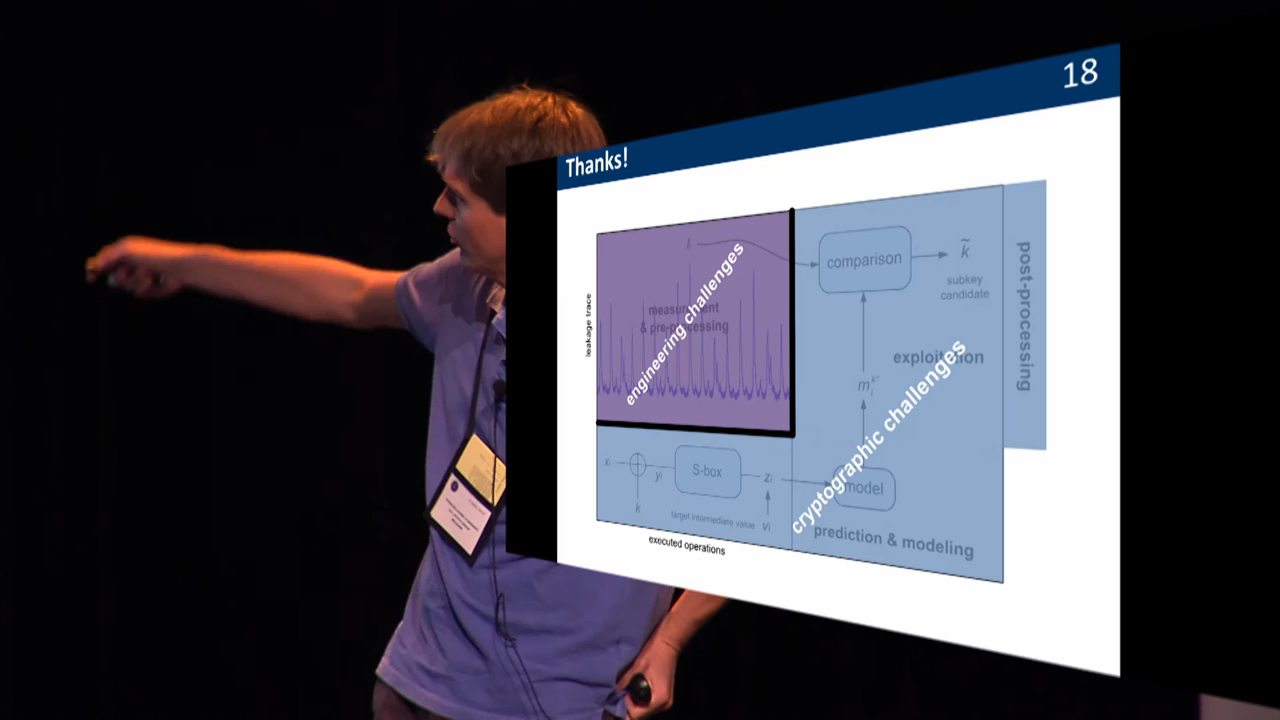 18
Thanks!
leakage trace
measurement
& pre-processing
engineering challenges
comparison
k̃
subkey
candidate
post-processing
exploitation
cryptographic challenges
S-box
model
target intermediate value
prediction & modeling
executed operations